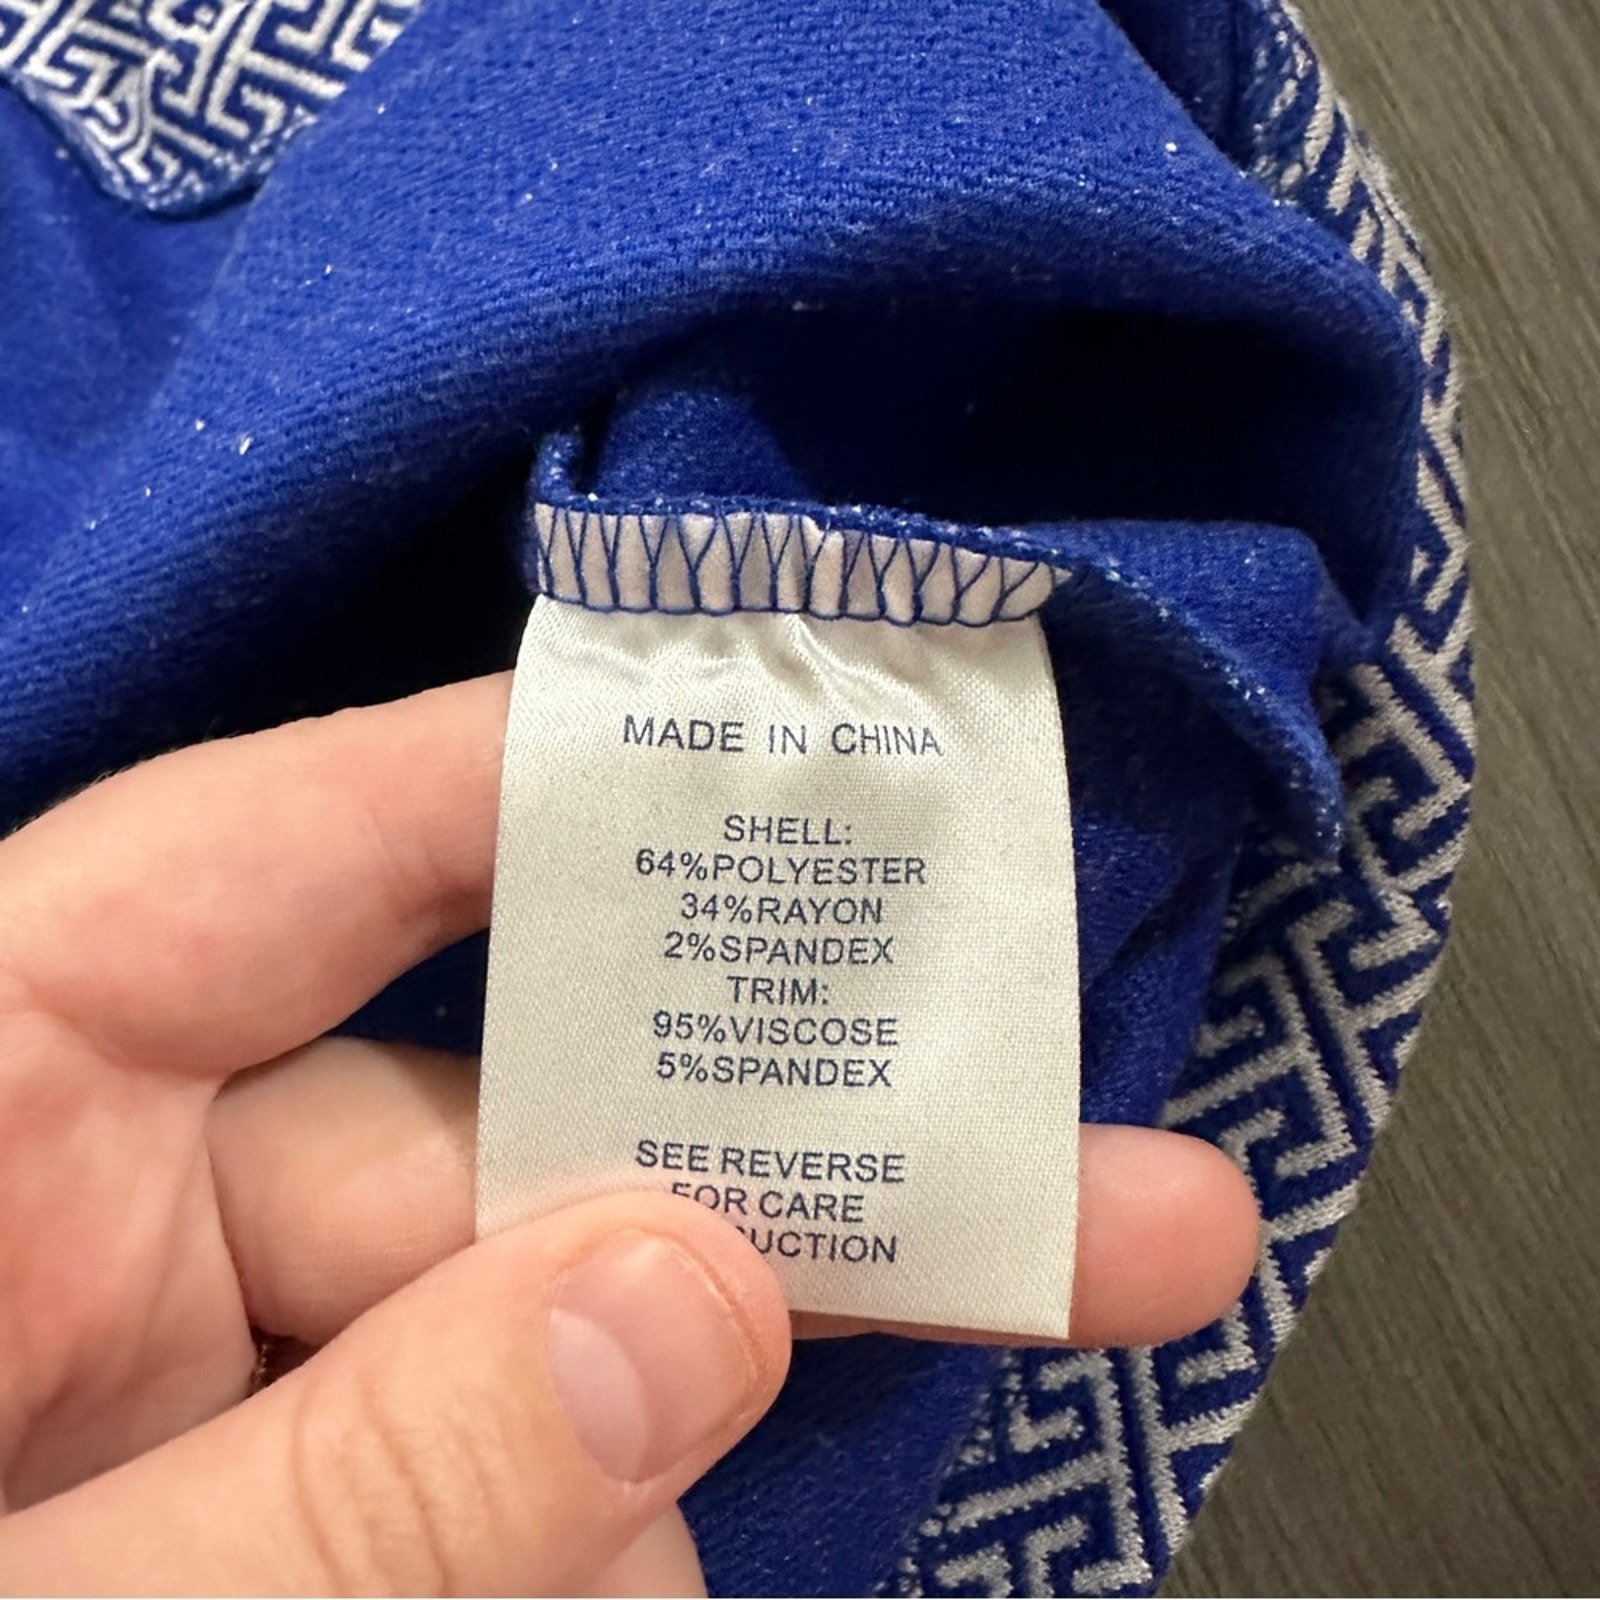 MADE IN CHINA
SHELL:
64%POLYESTER
34%RAYON
2%SPANDEX
TRIM:
95%VISCOSE
5%SPANDEX
SEE REVERSE
FOR CARE